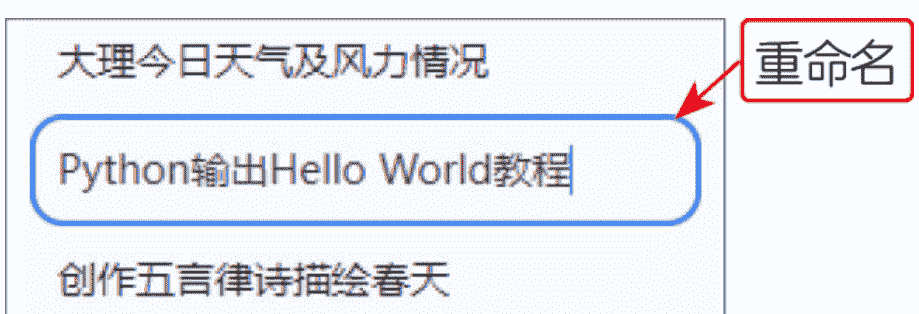 大理今日天气及风力情况
重命名
Python输出Hello World教程
创作五言律诗描绘春天